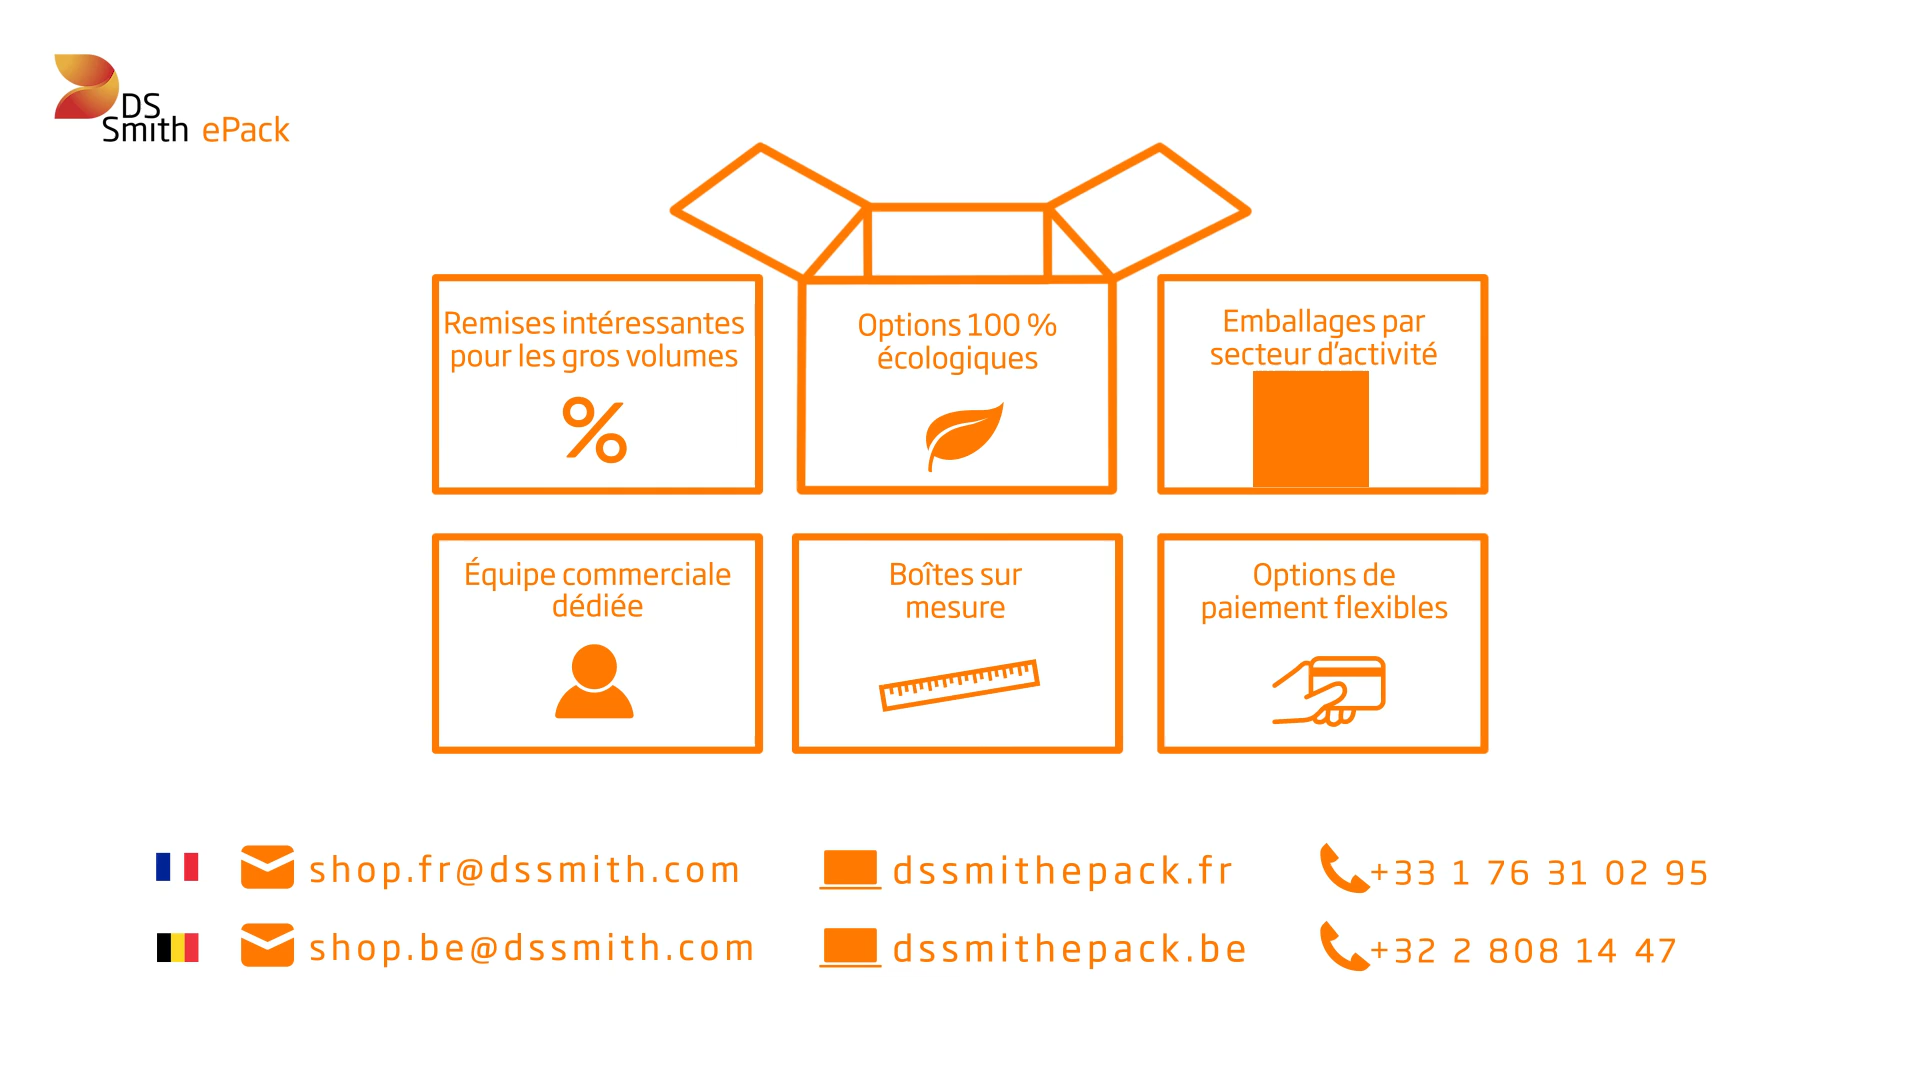 DS
Smith ePack
Remises intéressantes
pour les gros volumes
%
Options 100 %
écologiques
Emballages par
secteur d'activité
Équipe commerciale
dédiée
Boîtes sur
mesure
Options de
paiement flexibles
shop.fr@dssmith.com
dssmithepack.fr
+33 1 76 31 02 95
shop.be@dssmith.com
dssmithepack.be
+32 2 808 14 47